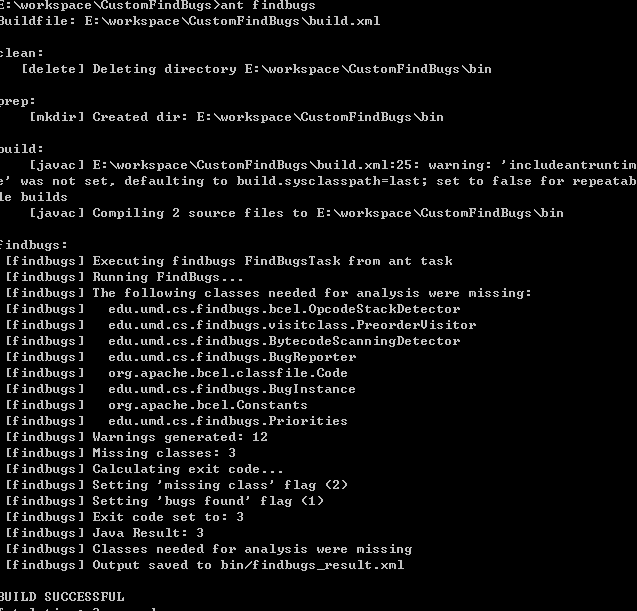 E:\workspace\CustomFindBugs>ant findbugs
Buildfile: E:\workspace\CustomFindBugs\build.xml
clean:
[delete] Deleting directory E:\workspace\CustomFindBugs\bin
prep:
[mkdir] Created dir: E:\workspace\CustomFindBugs\bin
build:
[javac] E:\workspace\CustomFindBugs\build.xml:25: warning: 'includeantruntim
e' was not set, defaulting to build.sysclasspath=last; set to false for repeatab
le builds
[javac] Compiling 2 source files to E:\workspace\CustomFindBugs\bin
findbugs:
[findbugs] Executing findbugs FindBugsTask from ant task
[findbugs] Running FindBugs...
[findbugs] The following classes needed for analysis were missing:
[findbugs]   edu.umd.cs.findbugs.bcel.OpcodeStackDetector
[findbugs]   edu.umd.cs.findbugs.visitclass.PreorderVisitor
[findbugs]   edu.umd.cs.findbugs.BytecodeScanningDetector
[findbugs]   edu.umd.cs.findbugs.BugReporter
[findbugs]   org.apache.bcel.classfile.Code
[findbugs]   edu.umd.cs.findbugs.BugInstance
[findbugs]   org.apache.bcel.Constants
[findbugs]   edu.umd.cs.findbugs.Priorities
[findbugs] Warnings generated: 12
[findbugs] Missing classes: 3
[findbugs] Calculating exit code...
[findbugs] Setting 'missing class' flag (2)
[findbugs] Setting 'bugs found' flag (1)
[findbugs] Exit code set to: 3
[findbugs] Java Result: 3
[findbugs] Classes needed for analysis were missing
[findbugs] Output saved to bin/findbugs_result.xml
BUILD SUCCESSFUL